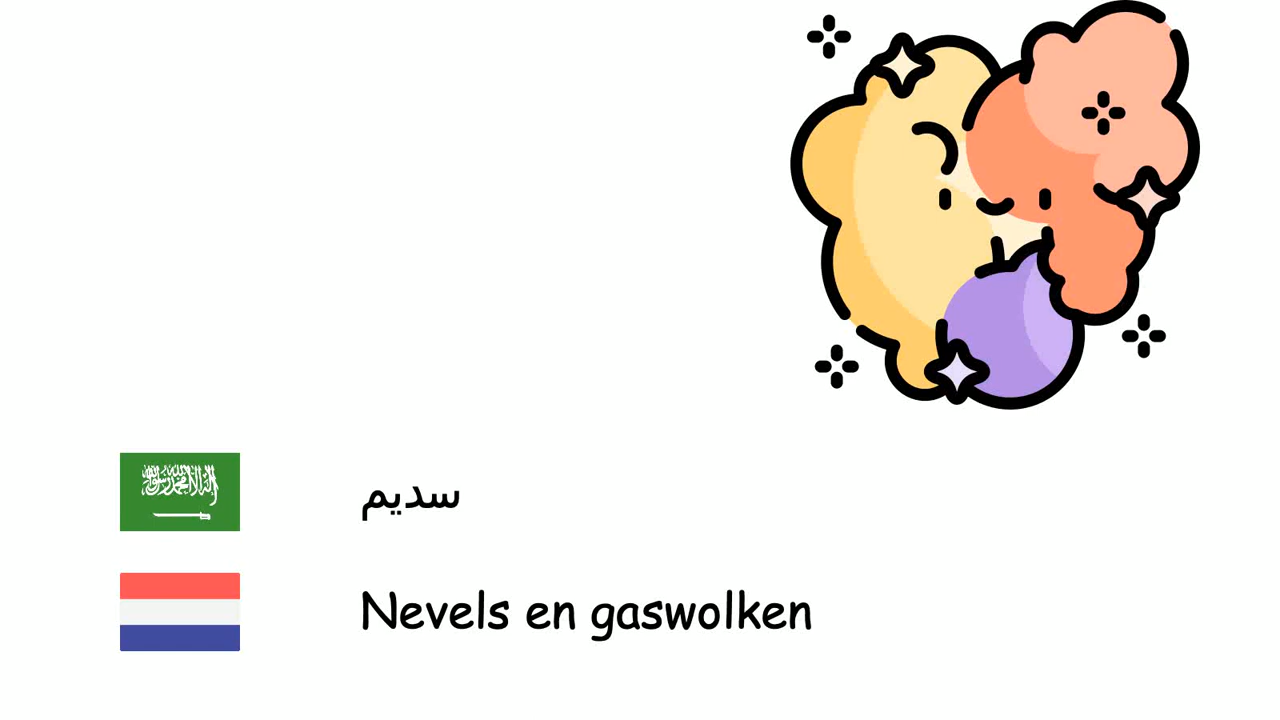 سديم
Nevels en gaswolken